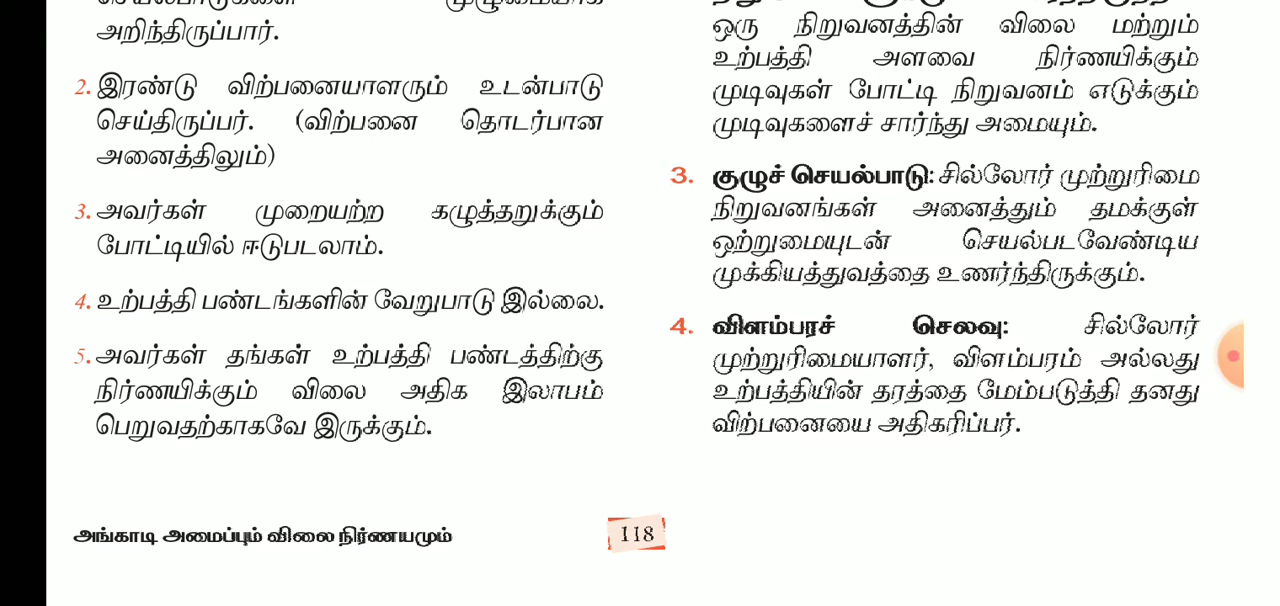 அறிந்திருப்பார்.
2. இரண்டு விற்பனையாளரும் உடன்பாடு
செய்திருப்பர். (விற்பனை தொடர்பான
அனைத்திலும்)
3. அவர்கள் முறையற்ற கழுத்தறுக்கும்
போட்டியில் ஈடுபடலாம்.
4. உற்பத்தி பண்டங்களின் வேறுபாடு இல்லை.
5. அவர்கள் தங்கள் உற்பத்தி பண்டத்திற்கு
நிர்ணயிக்கும் விலை அதிக இலாபம்
பெறுவதற்காகவே இருக்கும்.
ஒரு நிறுவனத்தின் விலை மற்றும்
உற்பத்தி அளவை நிர்ணயிக்கும்
முடிவுகள் போட்டி நிறுவனம் எடுக்கும்
முடிவுகளைச் சார்ந்து அமையும்.
3. குழுச் செயல்பாடு: சில்லோர் முற்றுரிமை
நிறுவனங்கள் அனைத்தும் தமக்குள்
ஒற்றுமையுடன் செயல்படவேண்டிய
முக்கியத்துவத்தை உணர்ந்திருக்கும்.
4. விளம்பரச் செலவு: சில்லோர்
முற்றுரிமையாளர், விளம்பரம் அல்லது
உற்பத்தியின் தரத்தை மேம்படுத்தி தனது
விற்பனையை அதிகரிப்பர்.
அங்காடி அமைப்பும் விலை நிர்ணயமும்
118